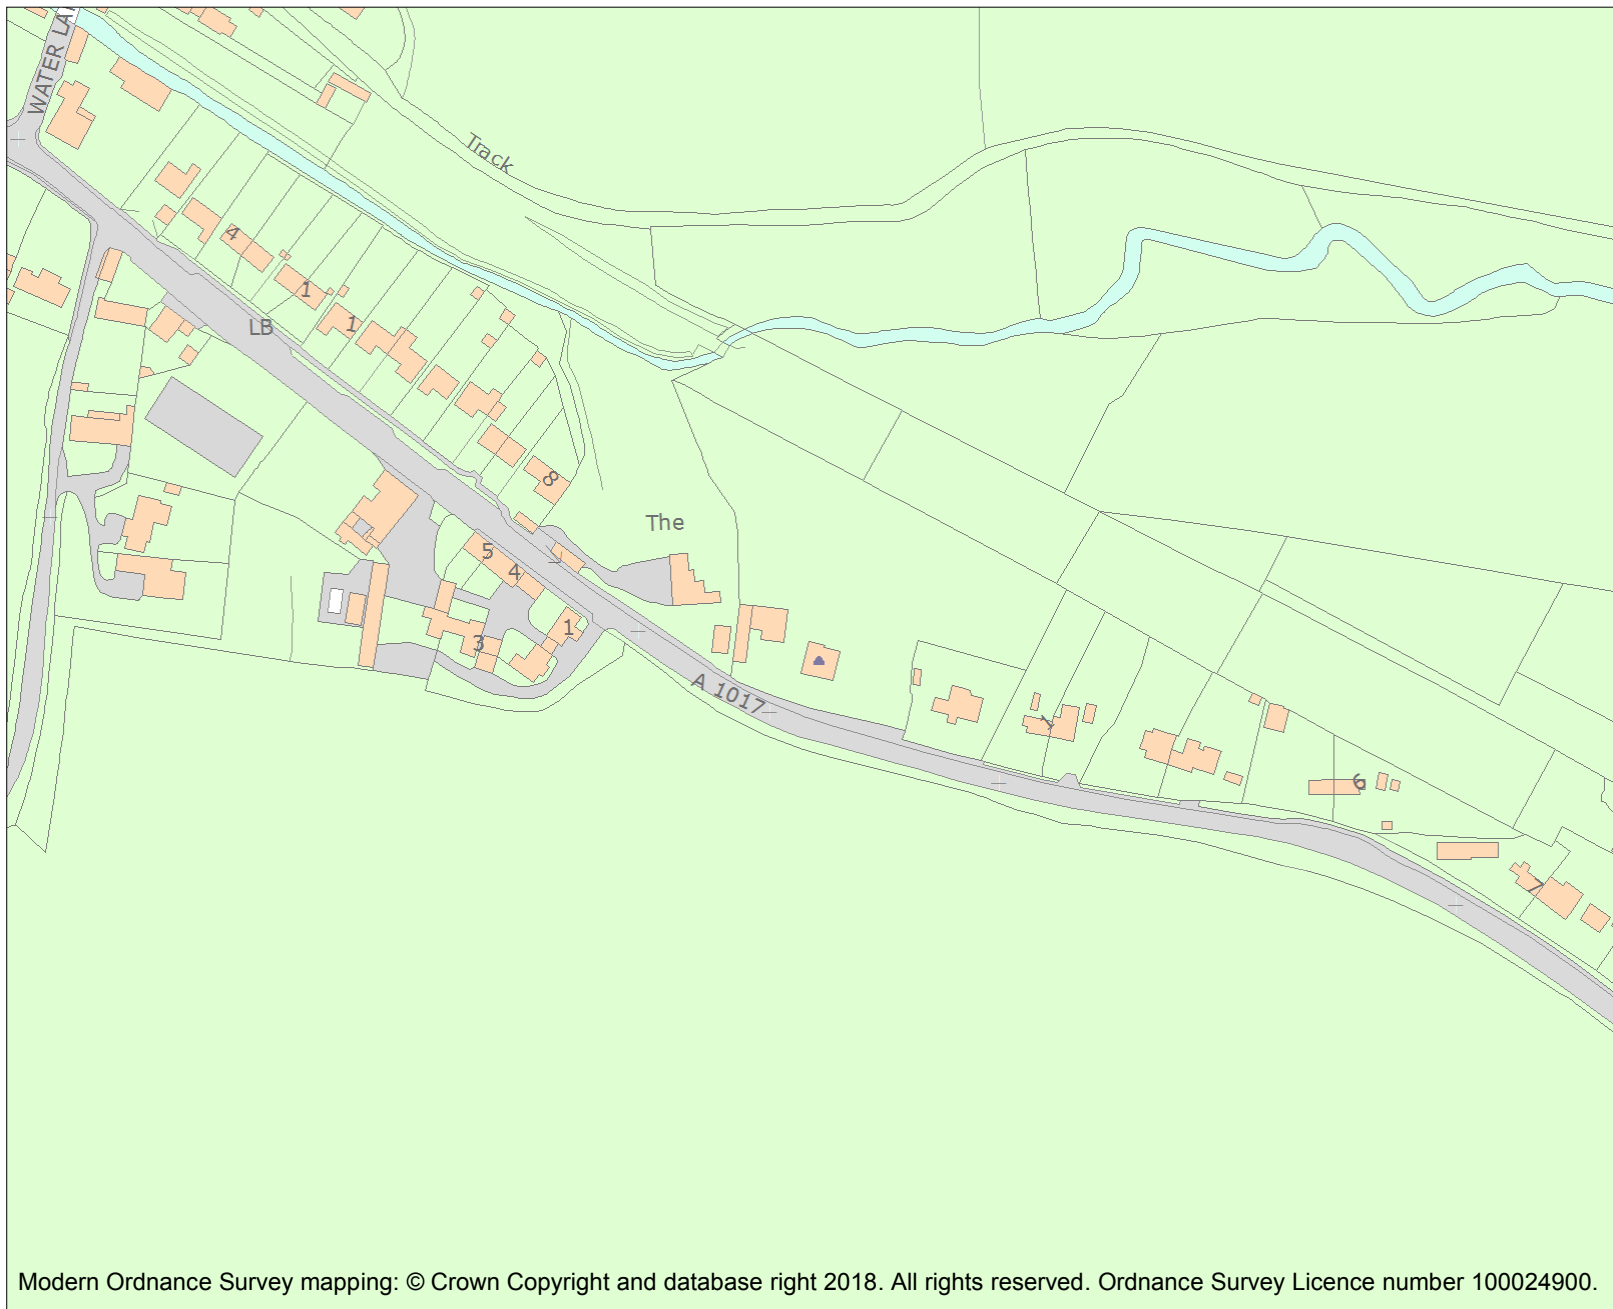 WATER LA
Track
4
1
1
LB
8
The
5
4
1
3
A 1017
1
6
7
Modern Ordnance Survey mapping: © Crown Copyright and database right 2018. All rights reserved. Ordnance Survey Licence number 100024900.